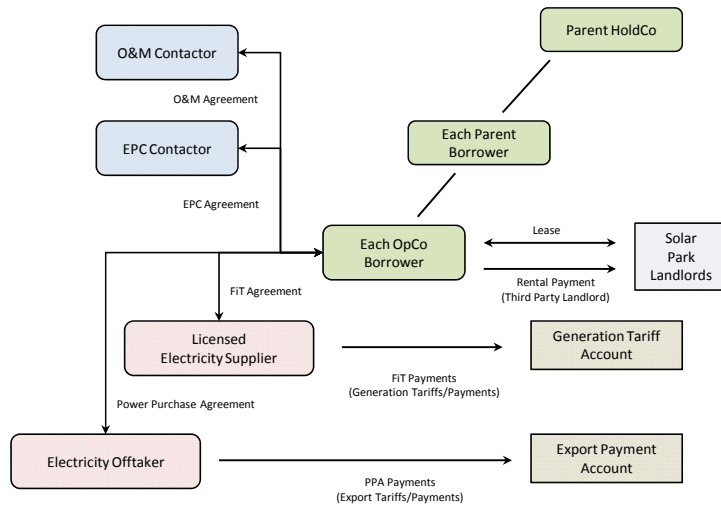 Parent HoldCo
O&M Contactor
O&M Agreement
Each Parent
Borrower
EPC Contactor
EPC Agreement
Each OpCo
Borrower
Lease
Solar
Park
Landlords
Rental Payment
(Third Party Landlord)
FiT Agreement
Licensed
Electricity Supplier
Generation Tariff
Account
FiT Payments
(Generation Tariffs/Payments)
Power Purchase Agreement
Electricity Offtaker
Export Payment
Account
PPA Payments
(Export Tariffs/Payments)